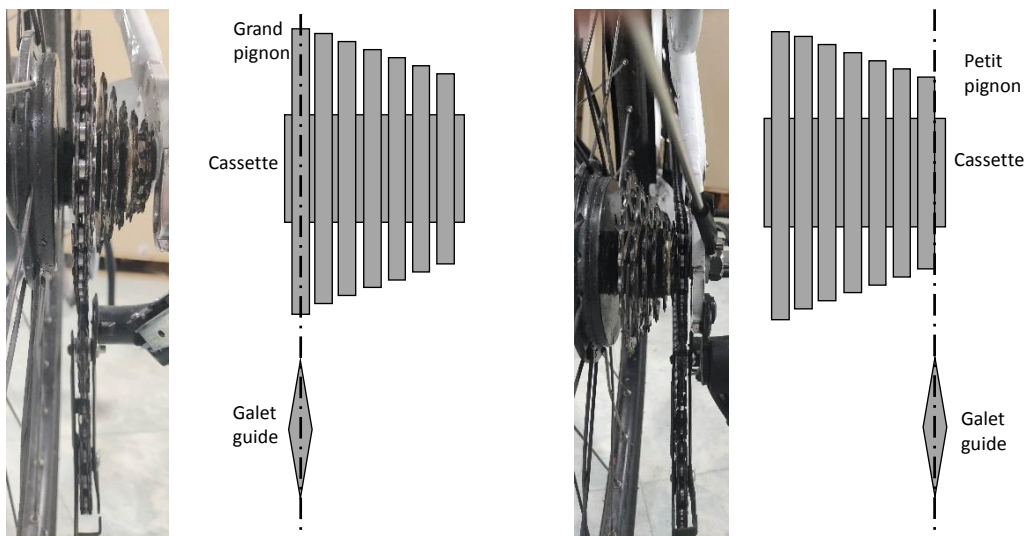 Grand
pignon
Cassette
Galet
guide
Petit
pignon
Cassette
Galet
guide